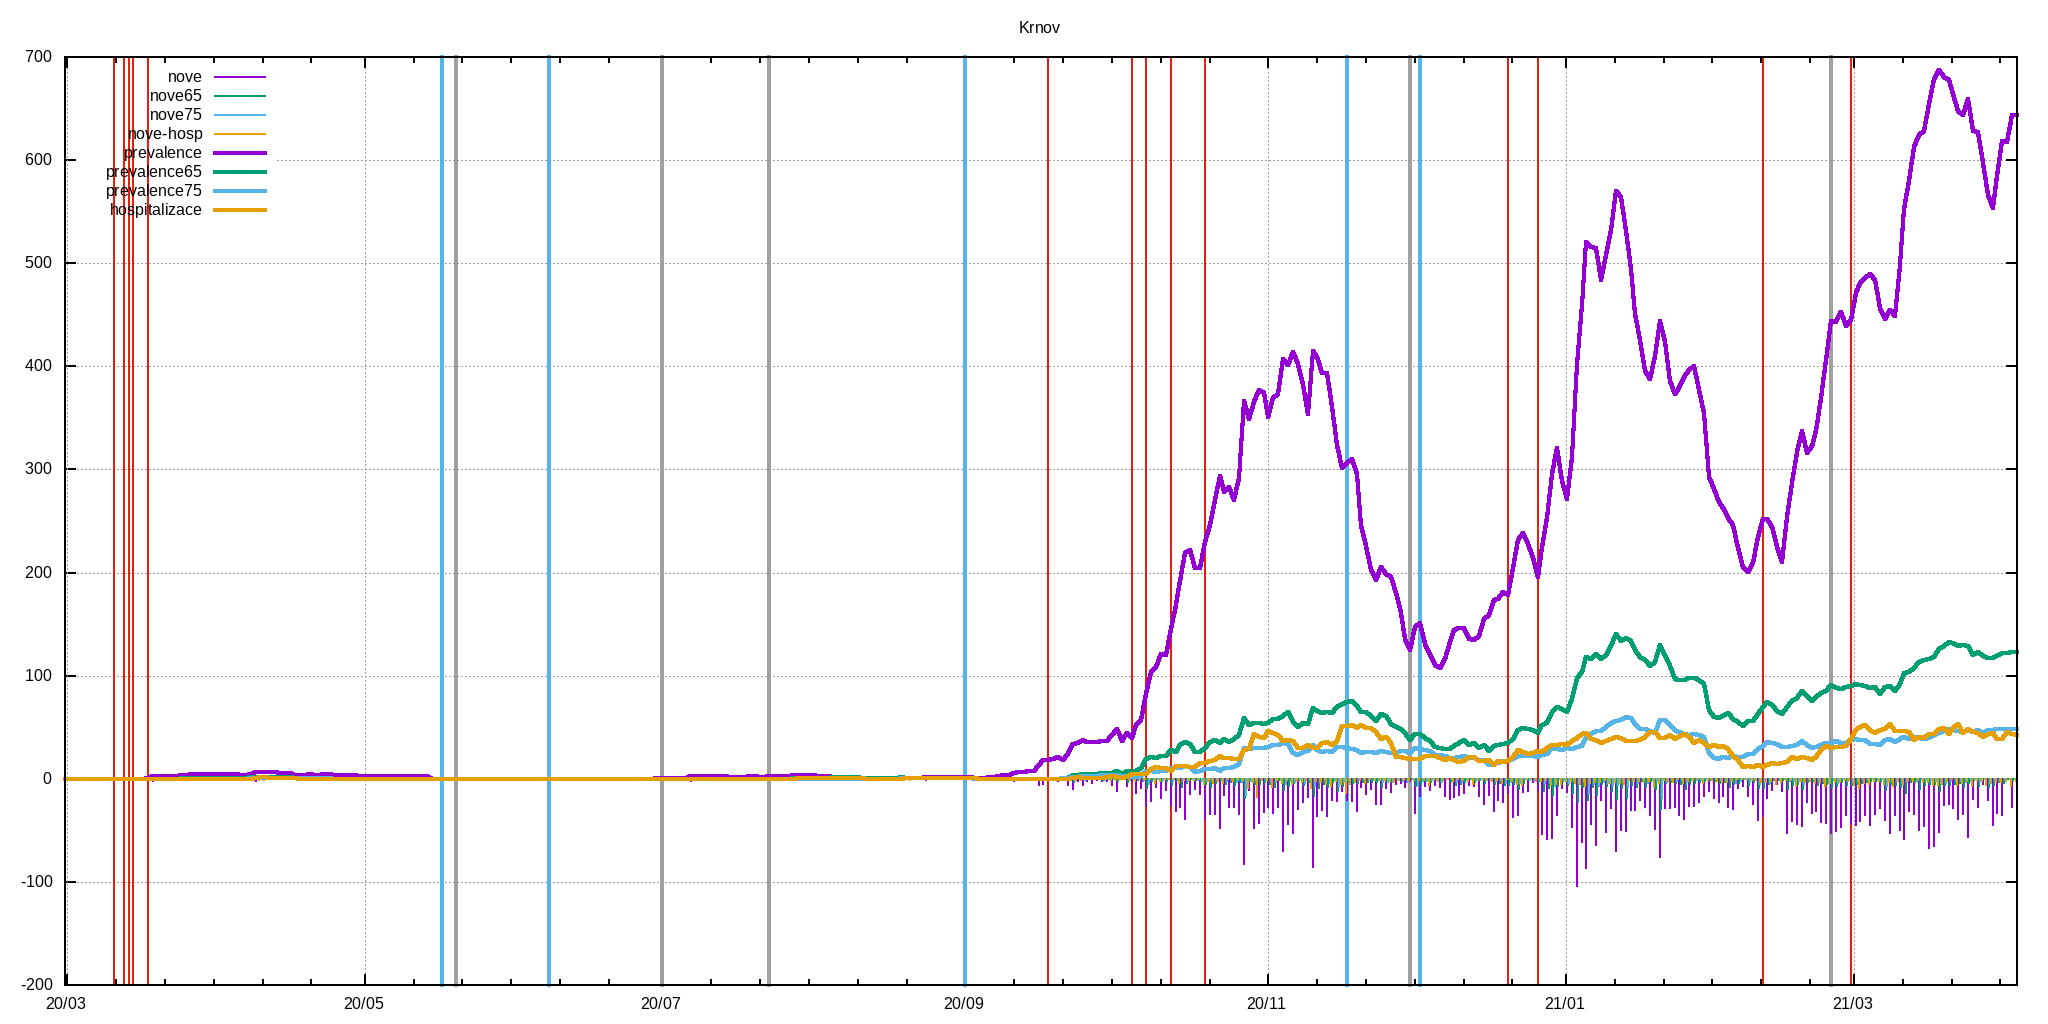 Krnov
700
600
500
400
300
200
100
0
-100
-200
nove
nove65
nove75
nove-hosp
prevalence
prevalence65
prevalence75
hospitalizace
20/03 20/05 20/07 20/09 20/11 21/01 21/03